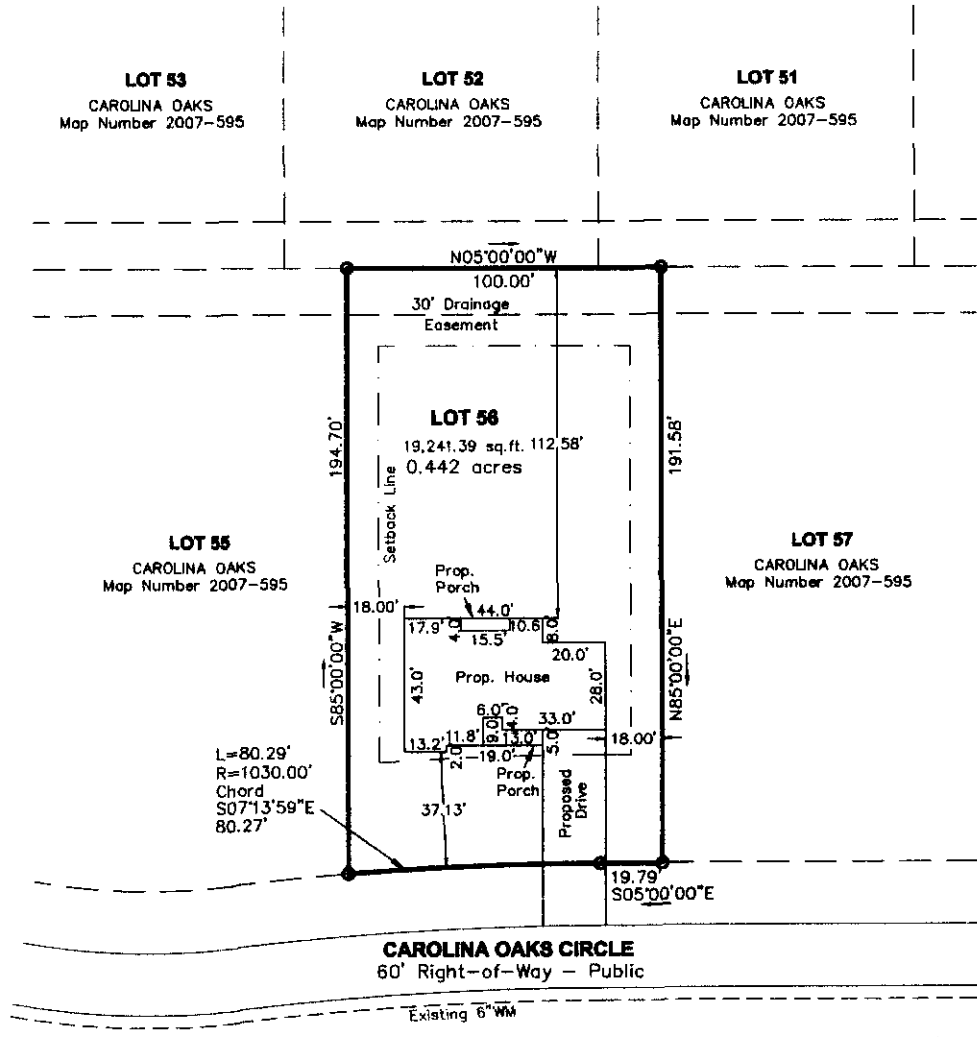 LOT 53
CAROLINA OAKS
Map Number 2007-595
LOT 52
CAROLINA OAKS
Map Number 2007-595
LOT 51
CAROLINA OAKS
Map Number 2007-595
N05°00'00"W
100.00'
30' Drainage
Easement
LOT 56
19,241.39 sq.ft.
0.442 acres
112.58'
194.70'
S85°00'00"W
191.58'
N85°00'00"E
Setback Line
LOT 55
CAROLINA OAKS
Map Number 2007-595
LOT 57
CAROLINA OAKS
Map Number 2007-595
Prop.
Porch
18.00'
44.0'
17.9'
4.0'
15.5'
10.6'
8.0'
20.0'
43.0'
Prop. House
28.0'
6.0'
9.0'
4.0'
33.0'
13.2'
11.8'
13.0'
5.0'
18.00'
2.0'
19.0'
Prop.
Porch
Proposed
Drive
37.13'
L=80.29'
R=1030.00'
Chord
S07°13'59"E
80.27'
19.79'
S05°00'00"E
CAROLINA OAKS CIRCLE
60' Right-of-Way - Public
Existing 6"WM